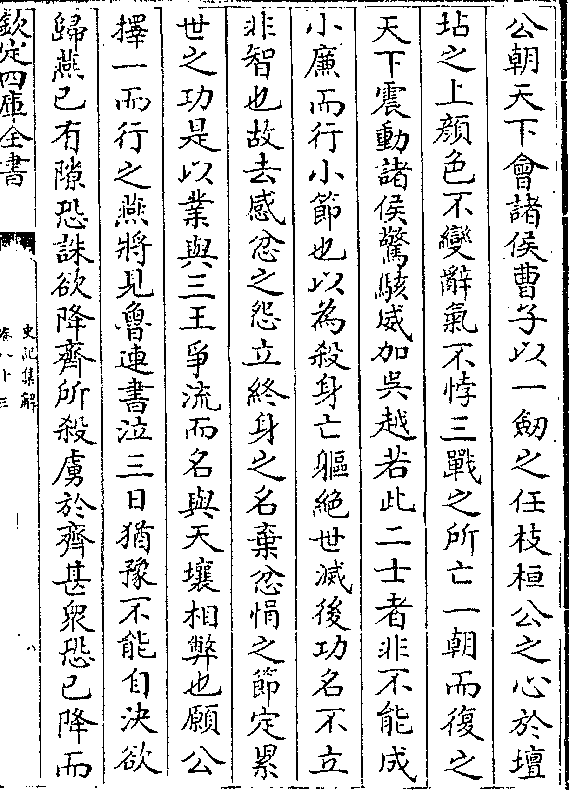 公朝天下會諸侯曹子以一劒之任枝桓公之心於壇
坫之上顔色不變辭氣不悖三戰之所亡一朝而復之
天下震動諸侯驚駭威加吳越若此二士者非不能成
小廉而行小節也以為殺身亡軀絕世滅後功名不立
非智也故去感忿之怨立終身之名棄忿悁之節定累
世之功是以業與三王爭流而名與天壤相弊也願公
擇一而行之燕將見魯連書泣三日猶豫不能自決欲
歸燕已有隙恐誅欲降齊所殺虜於齊甚衆恐已降而
欽定四庫全書
史記集解
卷八十三